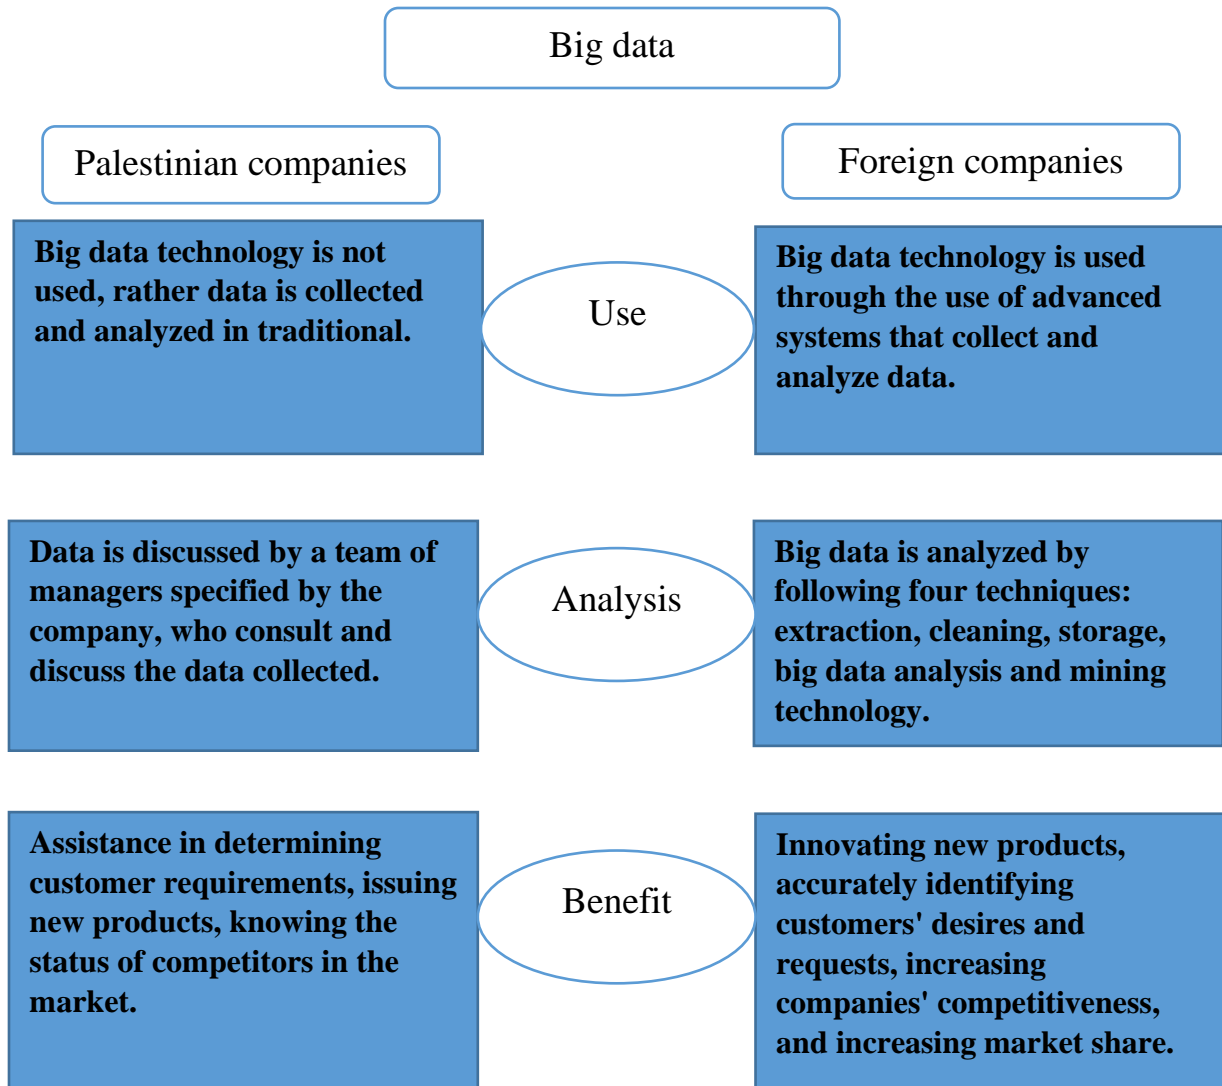 Big data
Palestinian companies
Foreign companies
Big data technology is not
used, rather data is collected
and analyzed in traditional.
Use
Big data technology is used
through the use of advanced
systems that collect and
analyze data.
Data is discussed by a team of
managers specified by the
company, who consult and
discuss the data collected.
Analysis
Big data is analyzed by
following four techniques:
extraction, cleaning, storage,
big data analysis and mining
technology.
Assistance in determining
customer requirements, issuing
new products, knowing the
status of competitors in the
market.
Benefit
Innovating new products,
accurately identifying
customers' desires and
requests, increasing
companies' competitiveness,
and increasing market share.